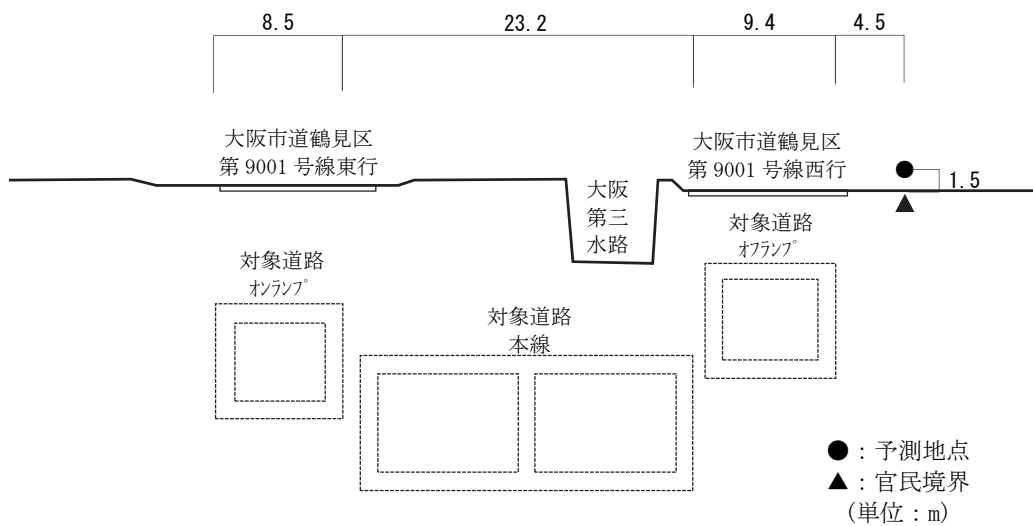 8.5
23.2
9.4
4.5
大阪市道鶴見区
第 9001 号線東行
大阪市道鶴見区
第 9001 号線西行
1.5
大阪
第三
水路
対象道路
オンランプ
対象道路
本線
対象道路
オフランプ
●：予測地点
▲：官民境界
(単位：m)